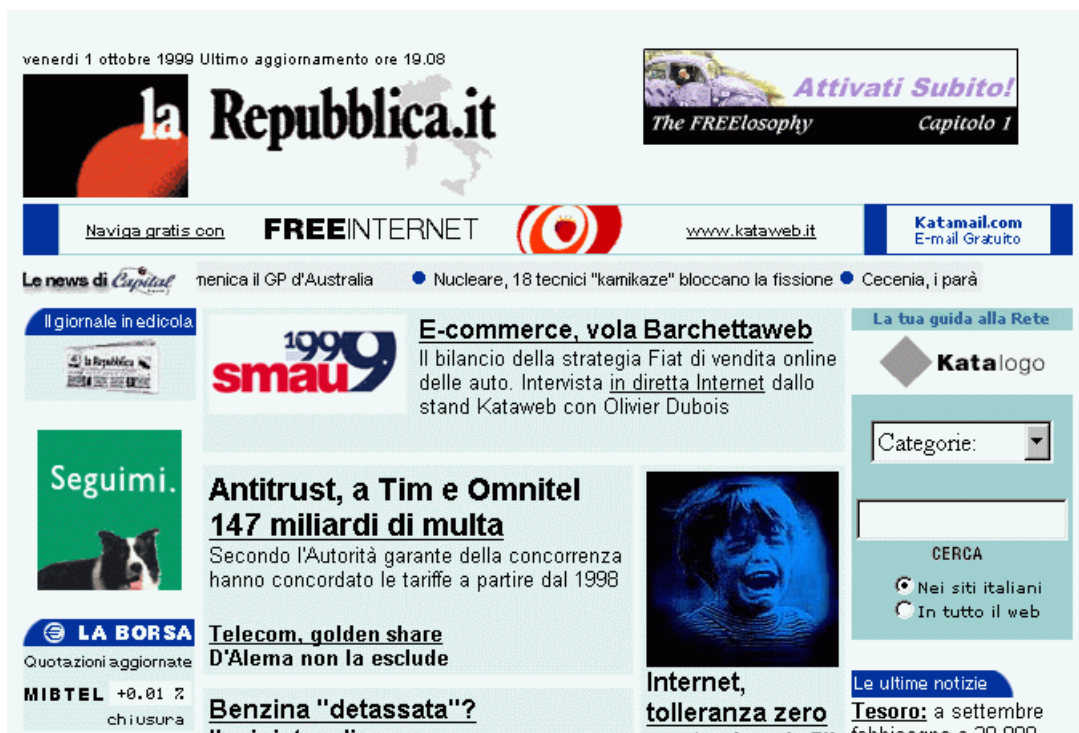 venerdi 1 ottobre 1999 Ultimo aggiornamento ore 19.08
la Repubblica.it
Attivati Subito!
The FREElosophy Capitolo 1
Naviga gratis con FREEINTERNET www.kataweb.it
Katamail.com
E-mail Gratuito
Le news di Capital menica il GP d'Australia Nucleare, 18 tecnici "kamikaze" bloccano la fissione Cecenia, i parà
Il giornale in edicola
la Repubblica
Seguimi.
LA BORSA
Quotazioni aggiornate
MIBTEL +0.01 %
chiusura
1999
smau9.
E-commerce, vola Barchettaweb
Il bilancio della strategia Fiat di vendita online
delle auto. Intervista in diretta Internet dallo
stand Kataweb con Olivier Dubois
Antitrust, a Tim e Omnitel
147 miliardi di multa
Secondo l'Autorità garante della concorrenza
hanno concordato le tariffe a partire dal 1998
Telecom, golden share
D'Alema non la esclude
Benzina "detassata"?
Internet,
tolleranza zero
La tua guida alla Rete
Katalogo
Categorie:
CERCA
Nei siti italiani
In tutto il web
Le ultime notizie
Tesoro: a settembre